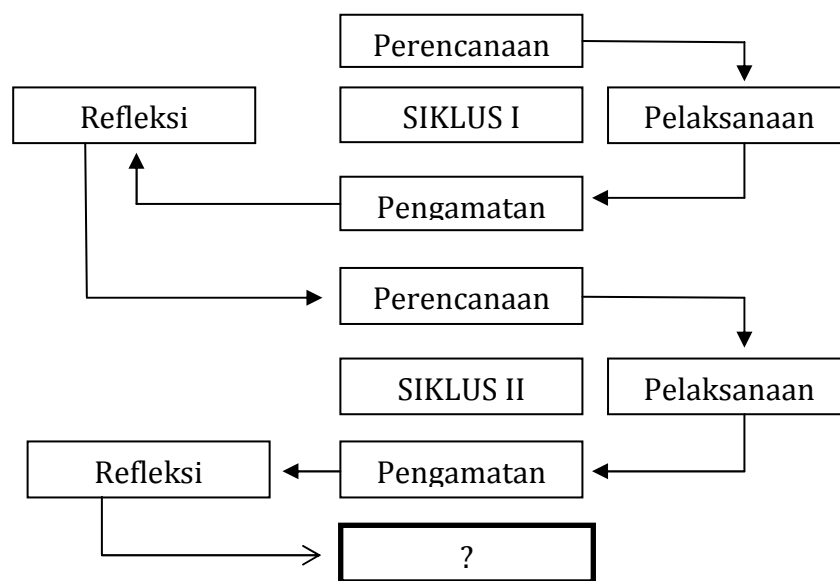 Perencanaan
Refleksi
SIKLUS I
Pelaksanaan
Pengamatan
Perencanaan
SIKLUS II
Pelaksanaan
Refleksi
Pengamatan
?